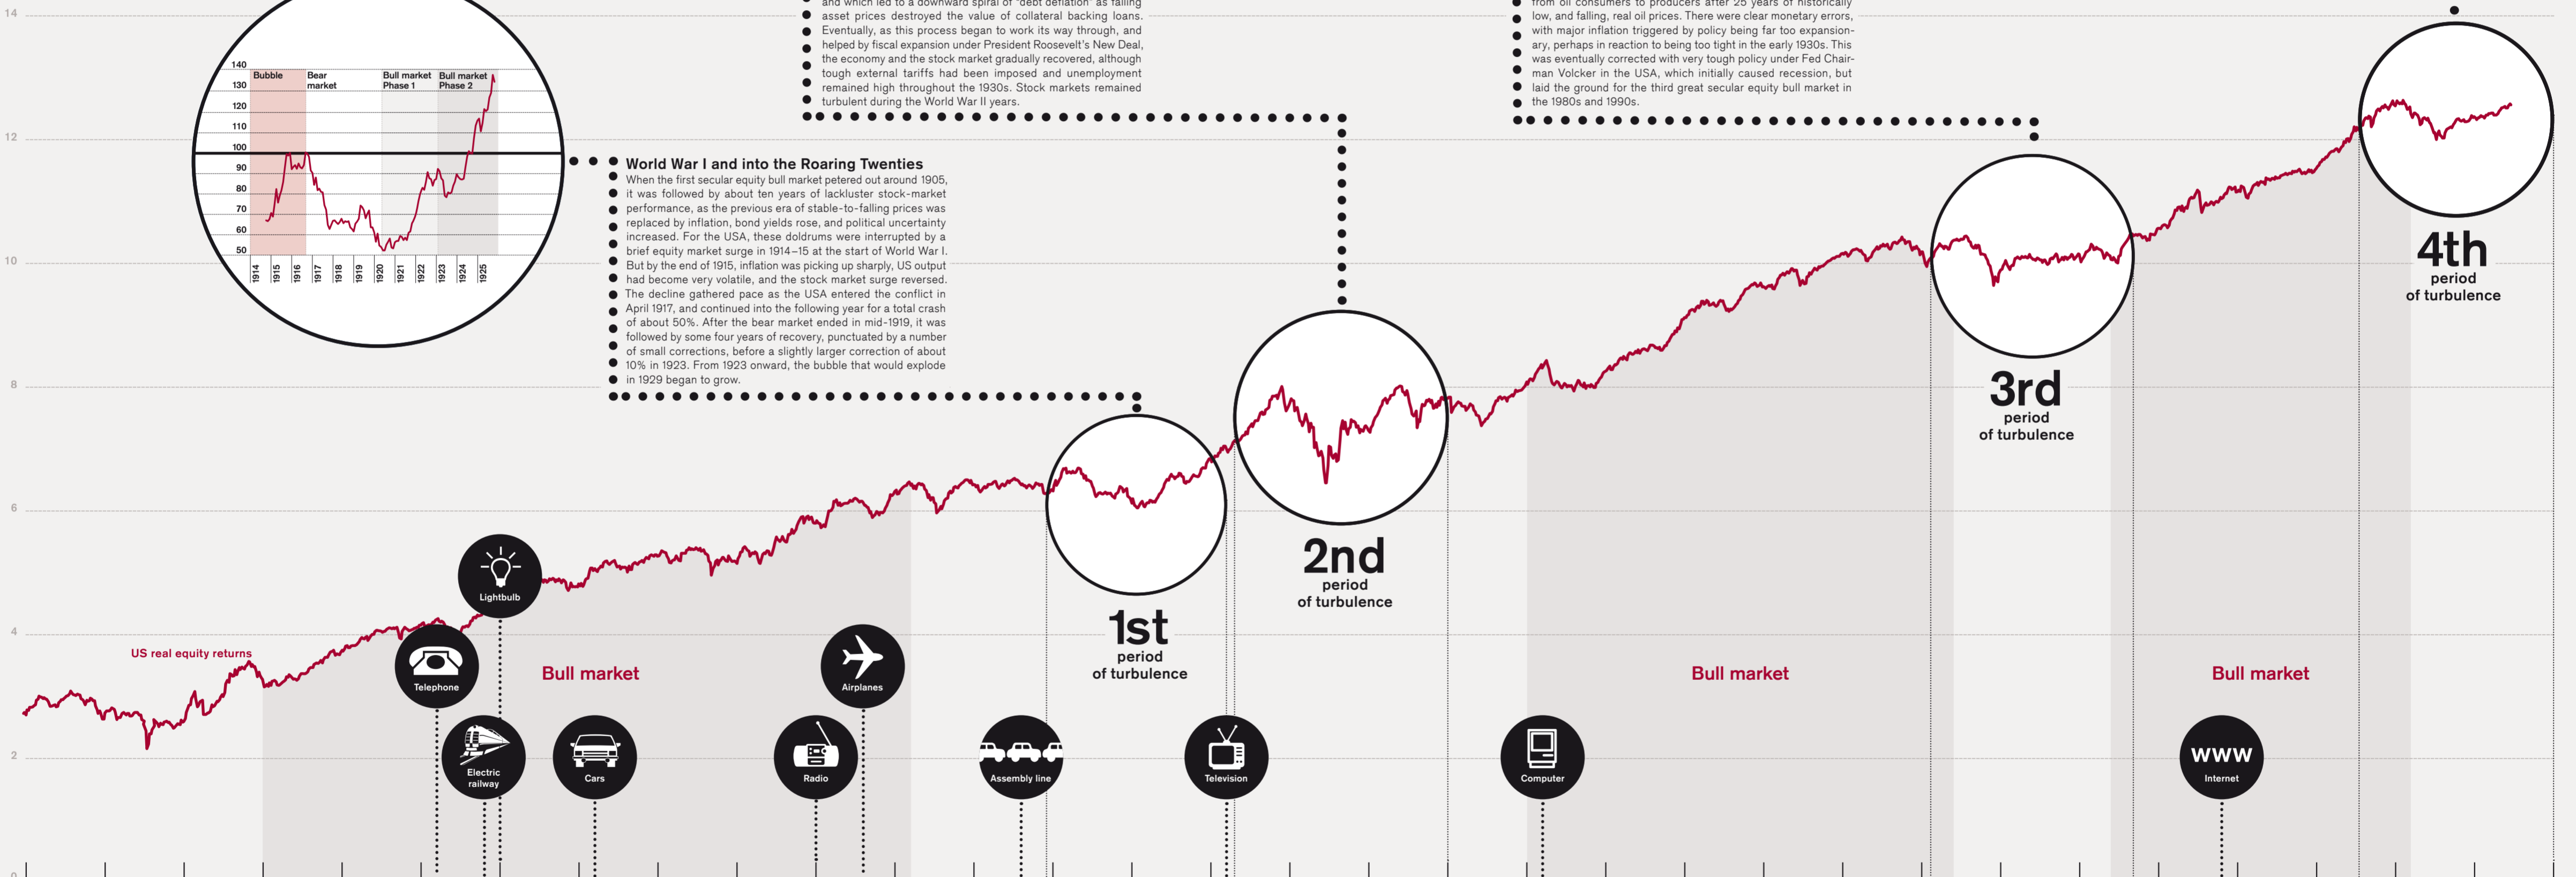 and which led to a downward spiral of "debt deflation" as falling
asset prices destroyed the value of collateral backing loans.
Eventually, as this process began to work its way through, and
helped by fiscal expansion under President Roosevelt's New Deal,
the economy and the stock market gradually recovered, although
tough external tariffs had been imposed and unemployment
remained high throughout the 1930s. Stock markets remained
turbulent during the World War II years.
from oil consumers to producers after 25 years of historically
low, and falling, real oil prices. There were clear monetary errors,
with major inflation triggered by policy being far too expansion-
ary, perhaps in reaction to being too tight in the early 1930s. This
was eventually corrected with very tough policy under Fed Chair-
man Volcker in the USA, which initially caused recession, but
laid the ground for the third great secular equity bull market in
the 1980s and 1990s.
14
12
10
8
6
4
2
0
140
130
120
110
100
90
80
70
60
50
Bubble
Bear
market
Bull market
Phase 1
Bull market
Phase 2
1914
1915
1916
1917
1918
1919
1920
1921
1922
1923
1924
1925
World War I and into the Roaring Twenties
When the first secular equity bull market petered out around 1905,
it was followed by about ten years of lackluster stock-market
performance, as the previous era of stable-to-falling prices was
replaced by inflation, bond yields rose, and political uncertainty
increased. For the USA, these doldrums were interrupted by a
brief equity market surge in 1914–15 at the start of World War I.
But by the end of 1915, inflation was picking up sharply, US output
had become very volatile, and the stock market surge reversed.
The decline gathered pace as the USA entered the conflict in
April 1917, and continued into the following year for a total crash
of about 50%. After the bear market ended in mid-1919, it was
followed by some four years of recovery, punctuated by a number
of small corrections, before a slightly larger correction of about
10% in 1923. From 1923 onward, the bubble that would explode
in 1929 began to grow.
4th
period
of turbulence
3rd
period
of turbulence
2nd
period
of turbulence
1st
period
of turbulence
US real equity returns
Lightbulb
Telephone
Bull market
Airplanes
Bull market
Bull market
Electric
railway
Cars
Radio
Assembly line
Television
Computer
www
Internet